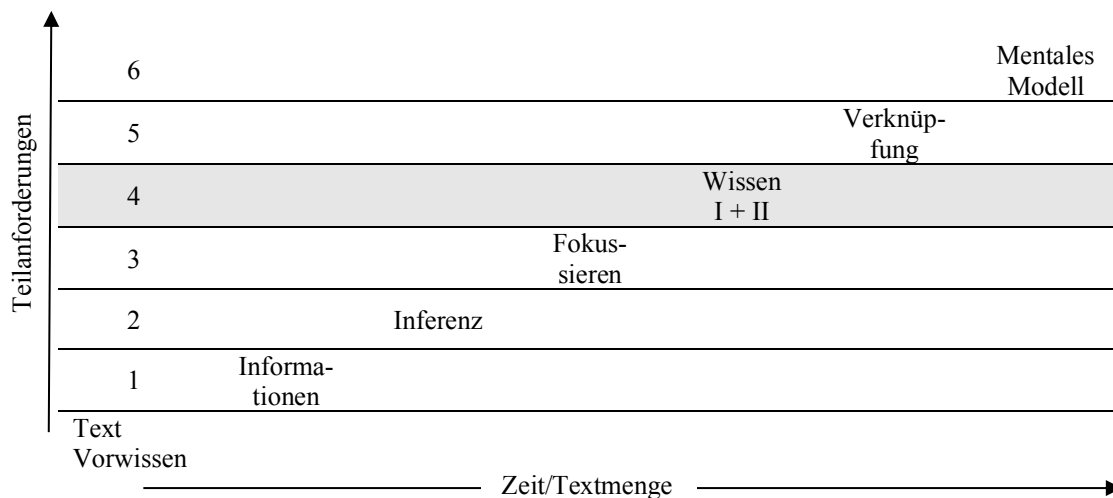 Teilanforderungen
6
Mentales
Modell
5
Verknüp-
fung
4
Wissen
I + II
3
Fokus-
sieren
2
Inferenz
1
Informa-
tionen
Text
Vorwissen
Zeit/Textmenge